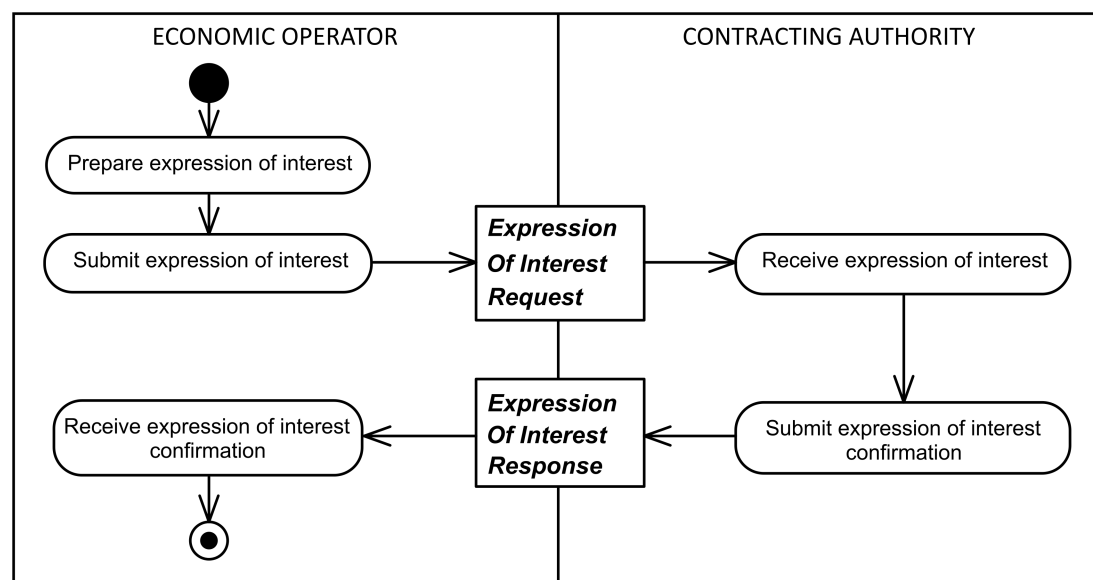 ECONOMIC OPERATOR
CONTRACTING AUTHORITY
Prepare expression of interest
Submit expression of interest
Expression
Of Interest
Request
Receive expression of interest
Receive expression of interest
confirmation
Expression
Of Interest
Response
Submit expression of interest
confirmation